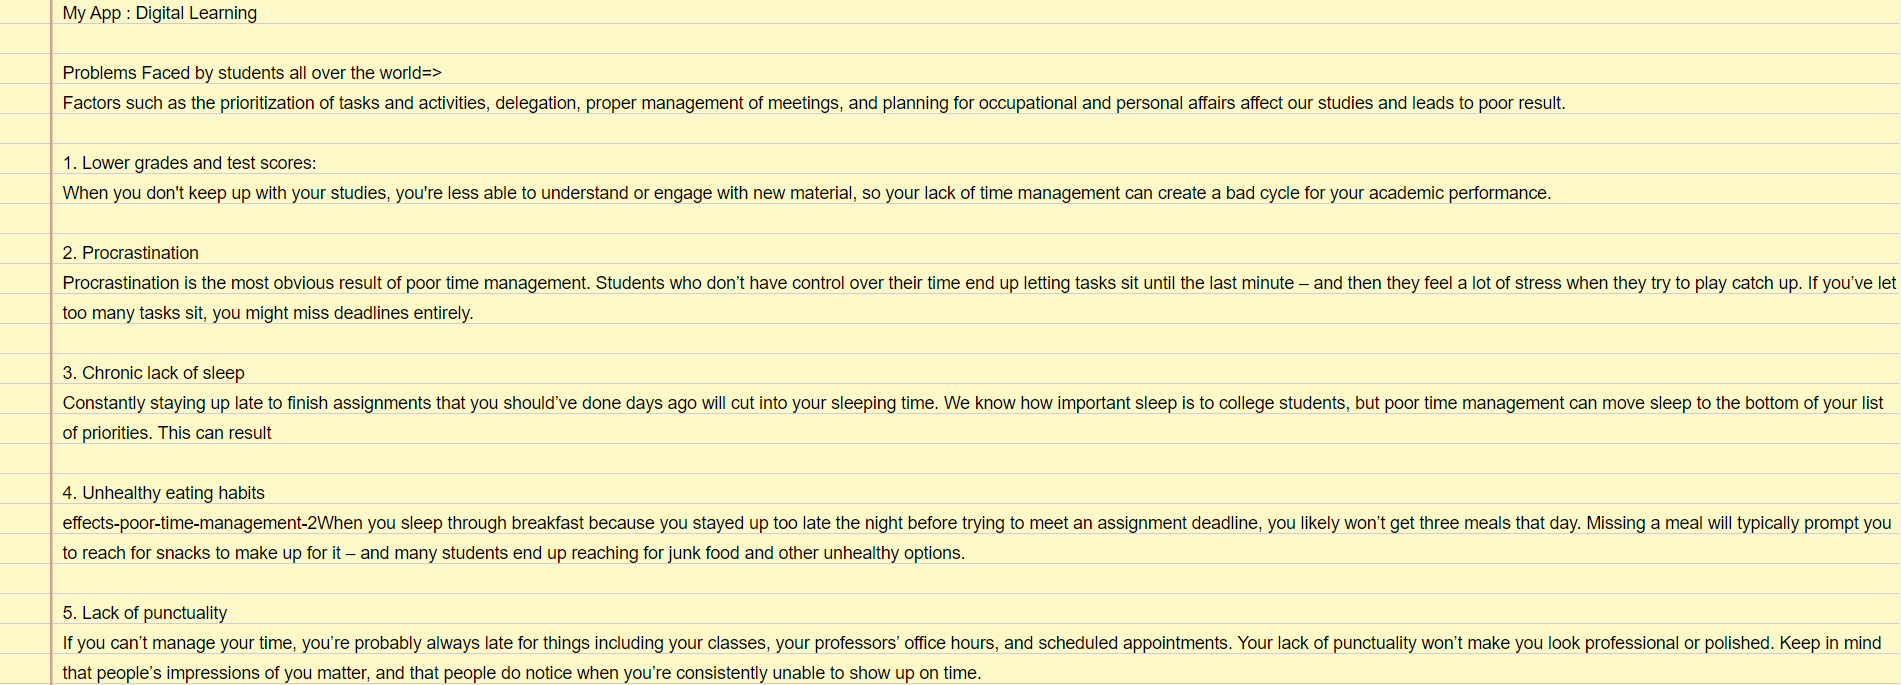 My App : Digital Learning
Problems Faced by students all over the world=>
Factors such as the prioritization of tasks and activities, delegation, proper management of meetings, and planning for occupational and personal affairs affect our studies and leads to poor result.
1. Lower grades and test scores:
When you don't keep up with your studies, you're less able to understand or engage with new material, so your lack of time management can create a bad cycle for your academic performance.
2. Procrastination
Procrastination is the most obvious result of poor time management. Students who don’t have control over their time end up letting tasks sit until the last minute – and then they feel a lot of stress when they try to play catch up. If you’ve let
too many tasks sit, you might miss deadlines entirely.
3. Chronic lack of sleep
Constantly staying up late to finish assignments that you should’ve done days ago will cut into your sleeping time. We know how important sleep is to college students, but poor time management can move sleep to the bottom of your list
of priorities. This can result
4. Unhealthy eating habits
effects-poor-time-management-2When you sleep through breakfast because you stayed up too late the night before trying to meet an assignment deadline, you likely won’t get three meals that day. Missing a meal will typically prompt you
to reach for snacks to make up for it – and many students end up reaching for junk food and other unhealthy options.
5. Lack of punctuality
If you can’t manage your time, you’re probably always late for things including your classes, your professors’ office hours, and scheduled appointments. Your lack of punctuality won’t make you look professional or polished. Keep in mind
that people’s impressions of you matter, and that people do notice when you’re consistently unable to show up on time.